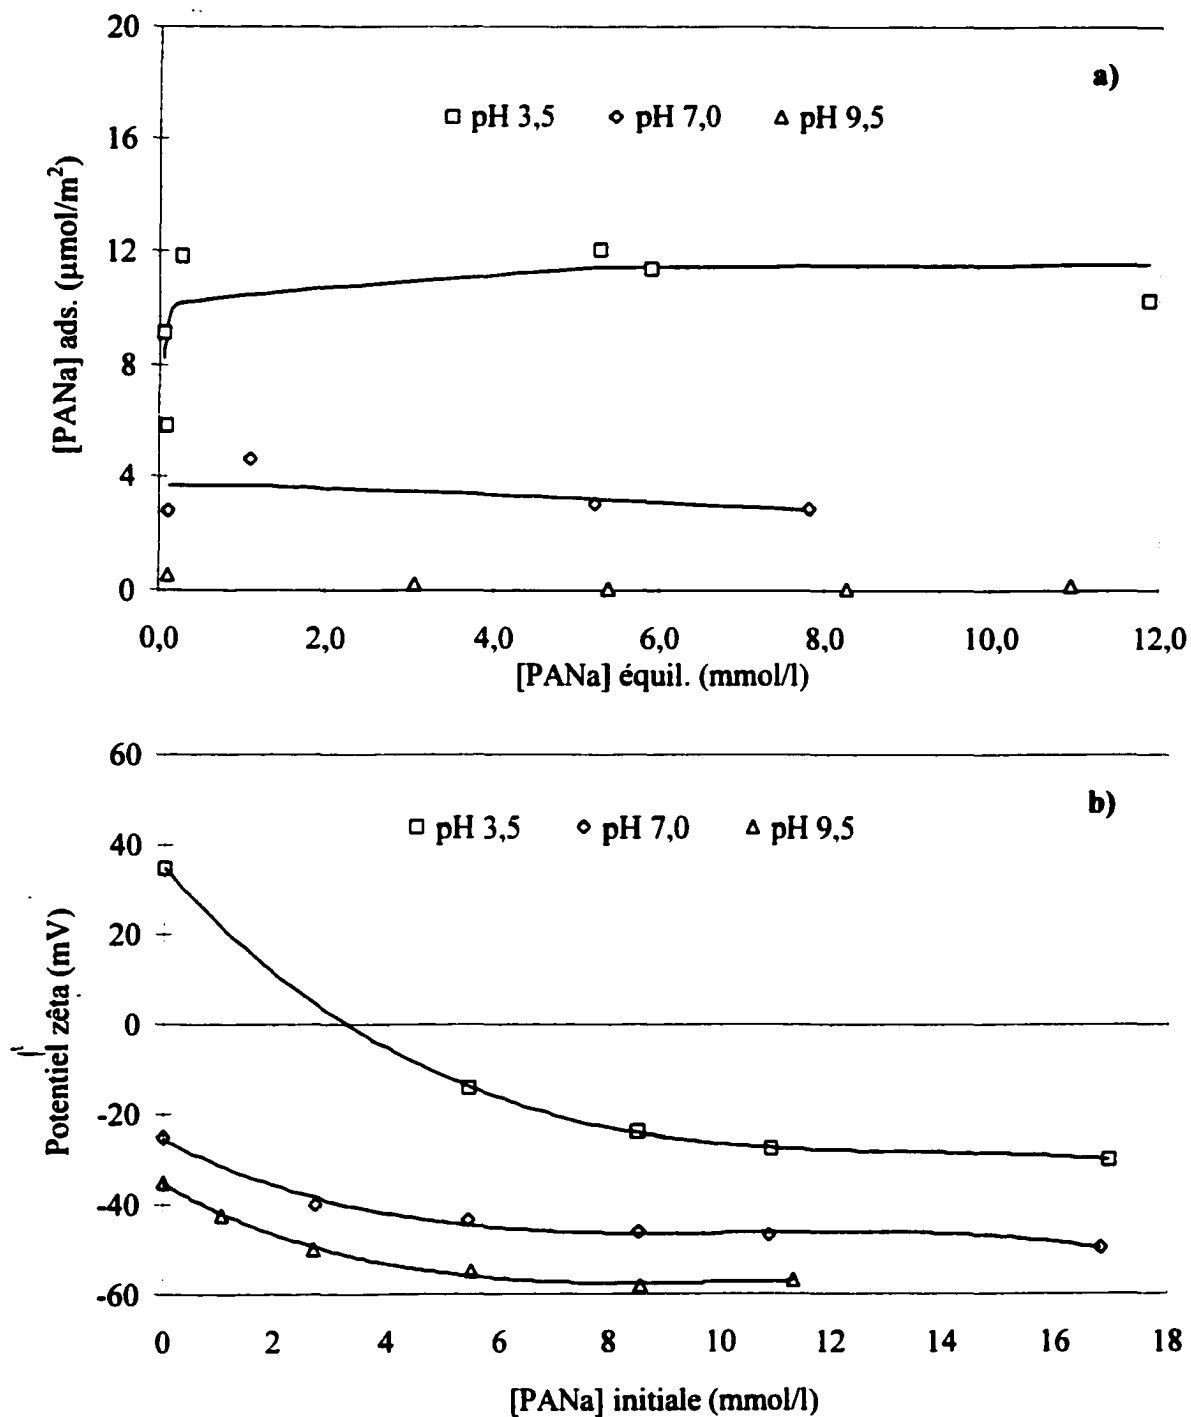 20
a)
□ pH 3,5 ◇ pH 7,0 △ pH 9,5
16
12
8
4
0
[PANa] ads. (μmol/m²)
0,0 2,0 4,0 6,0 8,0 10,0 12,0
[PANa] équil. (mmol/l)
60
b)
□ pH 3,5 ◇ pH 7,0 △ pH 9,5
40
20
0
-20
-40
-60
Potentiel zêta (mV)
0 2 4 6 8 10 12 14 16 18
[PANa] initiale (mmol/l)